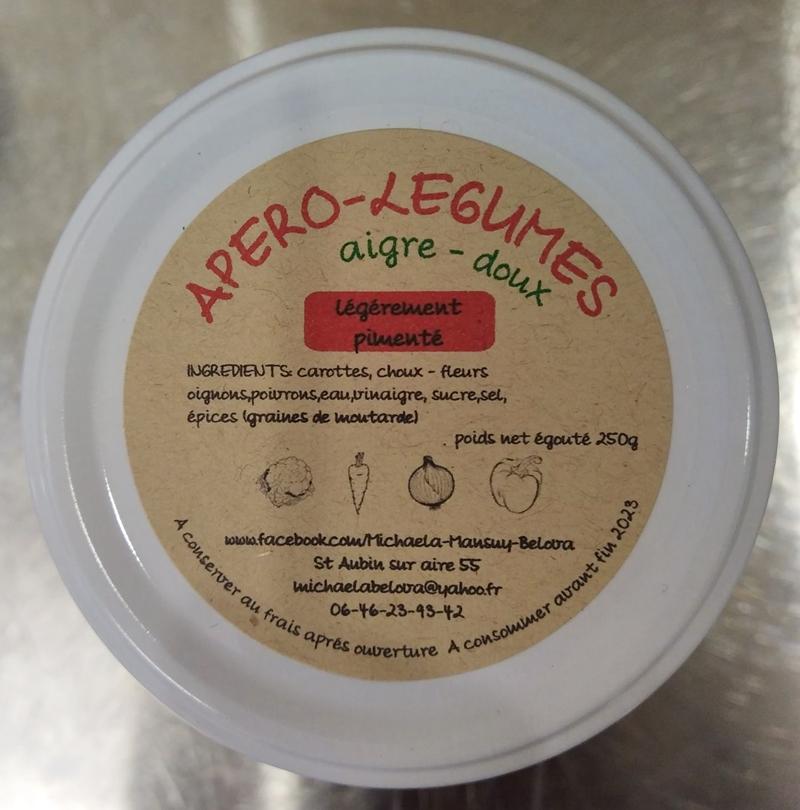 APERO-LEGUMES
aigre - doux
légérement
pimenté
INGREDIENTS: carottes, choux - fleurs
oignons,poivrons,eau,vinaigre, sucre,sel,
épices (graines de moutarde)
. poids net égouté 250g
www.facebook.com/Michaela-Mansuy-Belova
St Aubin sur aire 55
michaelabelova@yahoo.fr
06-46-23-93-42
A conserver au frais aprés ouverture A consommer avant fin 2023